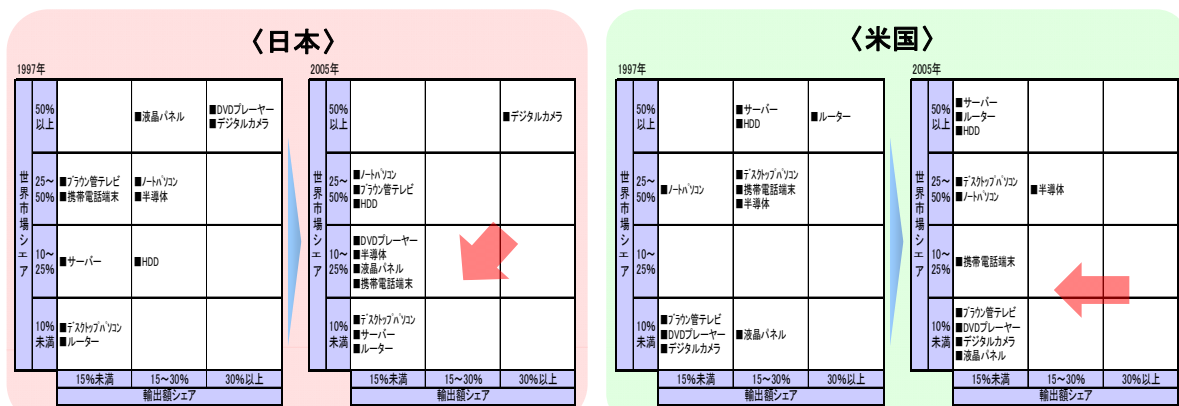 〈日本〉
1997年
世界市場シェア
50%
以上
■液晶パネル
■DVDプレーヤー
■デジタルカメラ
25～
50%
■ブラウン管テレビ
■携帯電話端末
■ノートパソコン
■半導体
10～
25%
■サーバー
■HDD
10%
未満
■デスクトップパソコン
■ルーター
15%未満
15～30%
30%以上
輸出額シェア
2005年
世界市場シェア
50%
以上
■デジタルカメラ
25～
50%
■ノートパソコン
■ブラウン管テレビ
■HDD
10～
25%
■DVDプレーヤー
■半導体
■液晶パネル
■携帯電話端末
10%
未満
■デスクトップパソコン
■サーバー
■ルーター
15%未満
15～30%
30%以上
輸出額シェア
〈米国〉
1997年
世界市場シェア
50%
以上
■サーバー
■HDD
■ルーター
25～
50%
■ノートパソコン
■デスクトップパソコン
■携帯電話端末
■半導体
10～
25%
10%
未満
■ブラウン管テレビ
■DVDプレーヤー
■デジタルカメラ
■液晶パネル
15%未満
15～30%
30%以上
輸出額シェア
2005年
世界市場シェア
50%
以上
■サーバー
■ルーター
■HDD
25～
50%
■デスクトップパソコン
■ノートパソコン
■半導体
10～
25%
■携帯電話端末
10%
未満
■ブラウン管テレビ
■DVDプレーヤー
■デジタルカメラ
■液晶パネル
15%未満
15～30%
30%以上
輸出額シェア